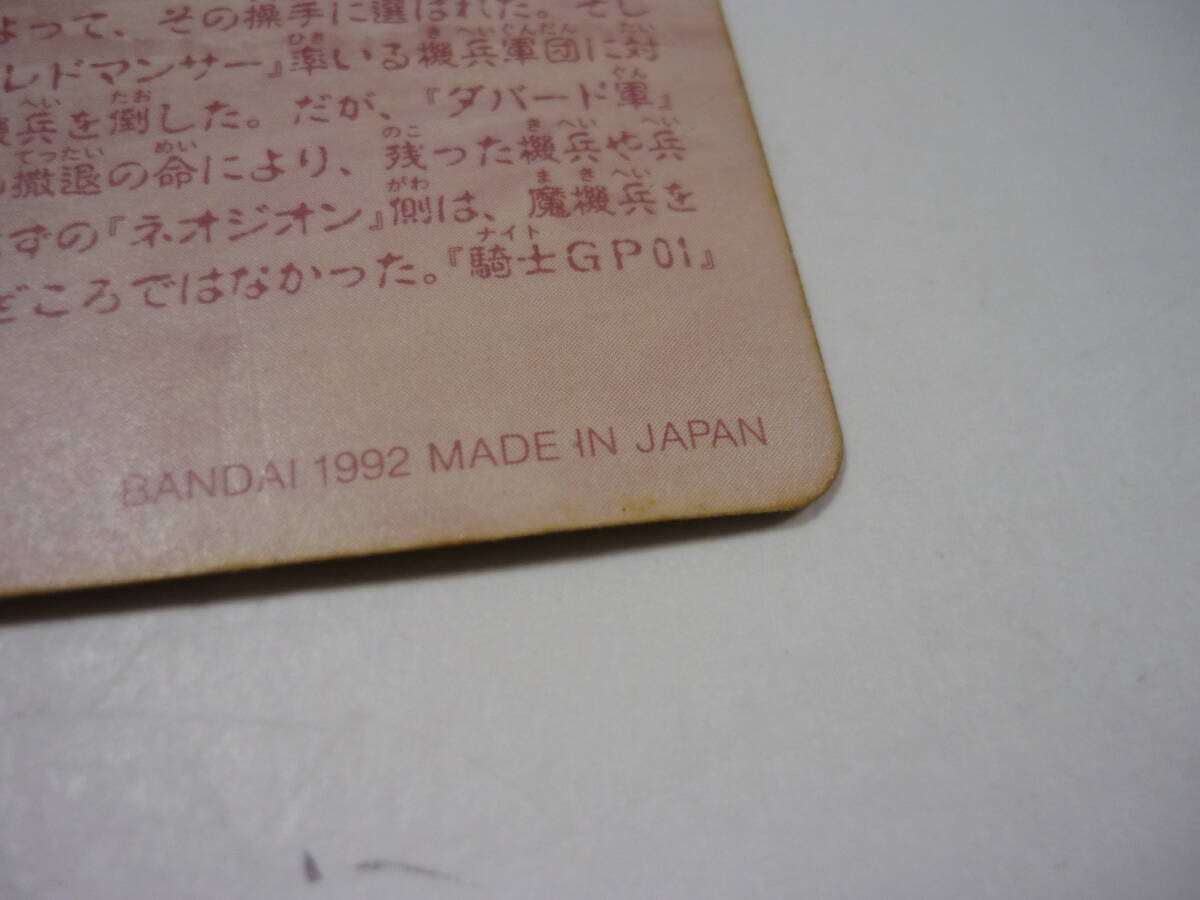 よって、その操手に選ばれた。そし
レドマンサー』率いる機兵軍団に対
機兵を倒した。だが、『ダバード軍』
撤退の命により、残った機兵や兵
ずの『ネオジオン』側は、魔機兵を
どころではなかった。『騎士GP01』
BANDAI 1992 MADE IN JAPAN